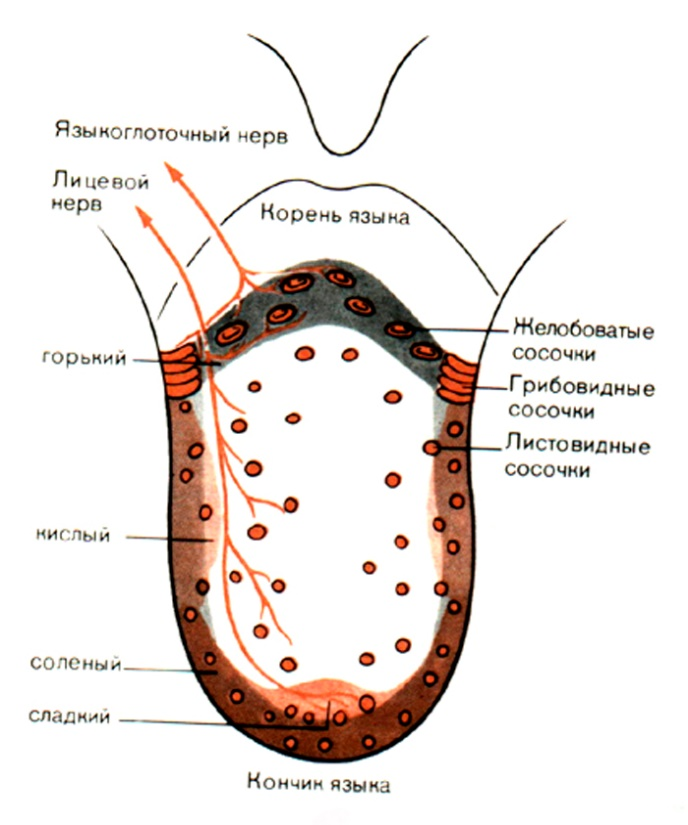 Языкоглоточный нерв
Лицевой
нерв
Корень языка
Желобоватые
сосочки
горький
Грибовидные
сосочки
Листовидные
сосочки
кислый
соленый
сладкий
Кончик языка